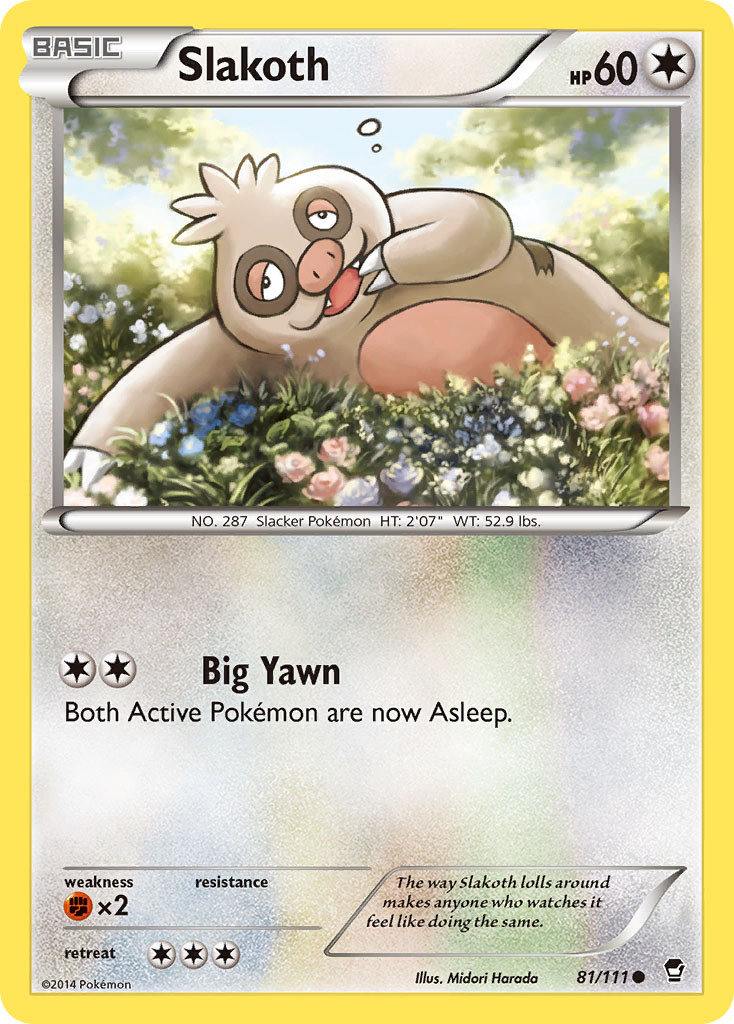 BASIC
Slakoth
HP60
NO. 287 Slacker Pokémon HT: 2'07" WT: 52.9 lbs.
Big Yawn
Both Active Pokémon are now Asleep.
weakness resistance
×2
retreat
The way Slakoth lolls around
makes anyone who watches it
feel like doing the same.
©2014 Pokémon
Illus. Midori Harada
81/111